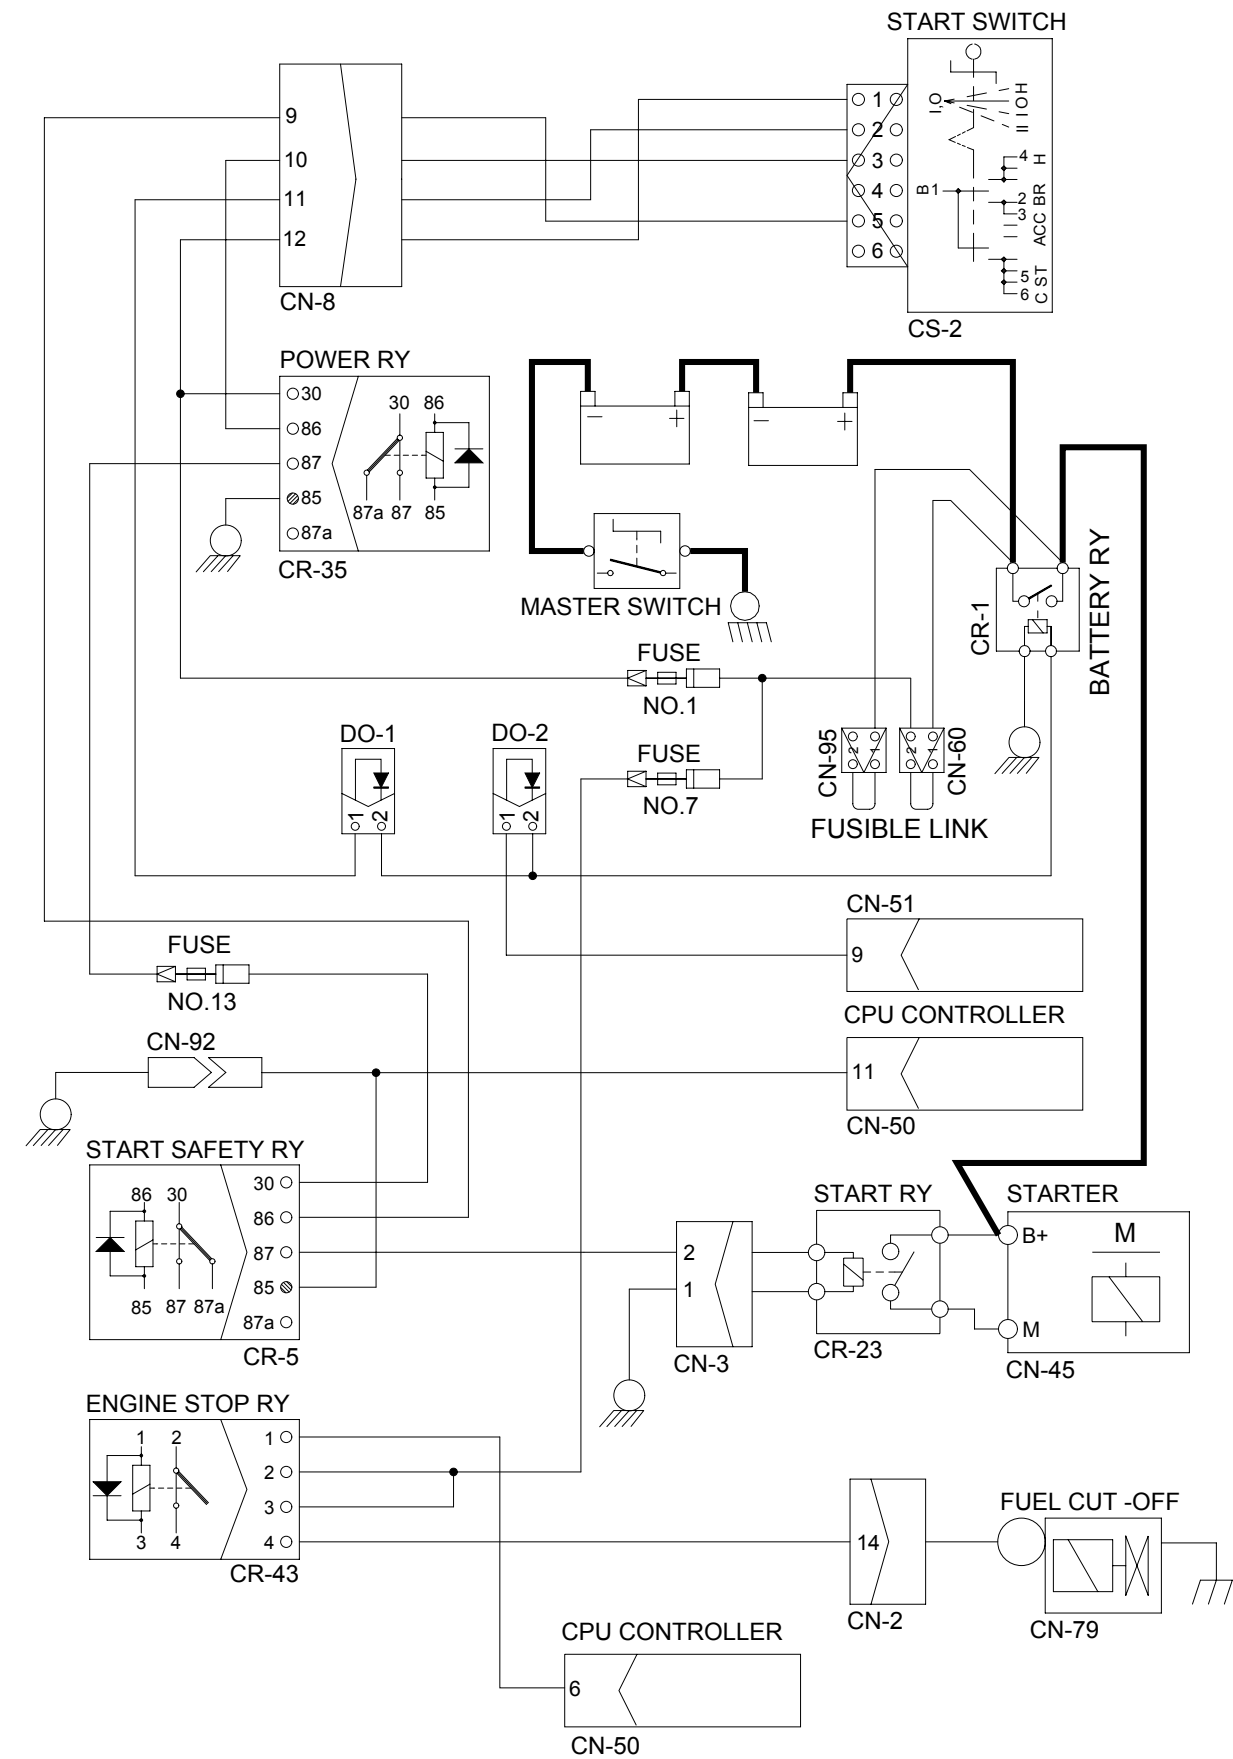 START SWITCH
I,O
H
O
I
II
1
2
3
4
5
6
B1
4 H
2 BR
3
ACC
5 ST
6 C
CS-2
9
10
11
12
CN-8
POWER RY
30
86
87
85
87a
30 86
87a 87 85
CR-35
− +
− +
MASTER SWITCH
CR-1
BATTERY RY
FUSE
NO.1
FUSE
NO.7
DO-1
1 2
DO-2
1 2
CN-95
2 1
CN-60
2 1
FUSIBLE LINK
CN-51
9
CPU CONTROLLER
11
CN-50
FUSE
NO.13
CN-92
START SAFETY RY
86 30
85 87 87a
30
86
87
85
87a
CR-5
2
1
CN-3
START RY
CR-23
STARTER
B+
M
M
CN-45
ENGINE STOP RY
1 2
3 4
1
2
3
4
CR-43
14
CN-2
FUEL CUT -OFF
CN-79
CPU CONTROLLER
6
CN-50